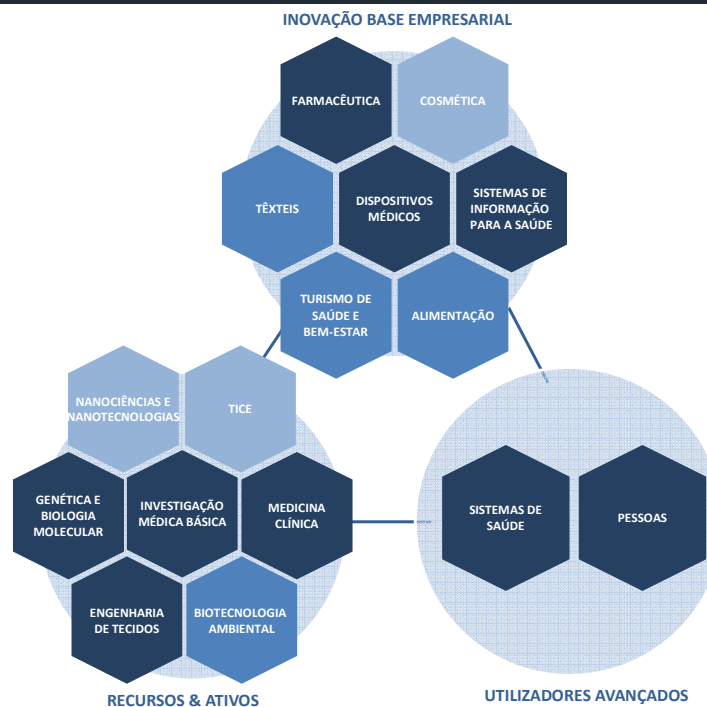 INOVAÇÃO BASE EMPRESARIAL
FARMACÊUTICA
COSMÉTICA
TÊXTEIS
DISPOSITIVOS
MÉDICOS
SISTEMAS DE
INFORMAÇÃO
PARA A SAÚDE
TURISMO DE
SAÚDE E
BEM-ESTAR
ALIMENTAÇÃO
NANOCIÊNCIAS E
NANOTECNOLOGIAS
TICE
GENÉTICA E
BIOLOGIA
MOLECULAR
INVESTIGAÇÃO
MÉDICA BÁSICA
MEDICINA
CLÍNICA
ENGENHARIA
DE TECIDOS
BIOTECNOLOGIA
AMBIENTAL
RECURSOS & ATIVOS
SISTEMAS DE
SAÚDE
PESSOAS
UTILIZADORES AVANÇADOS